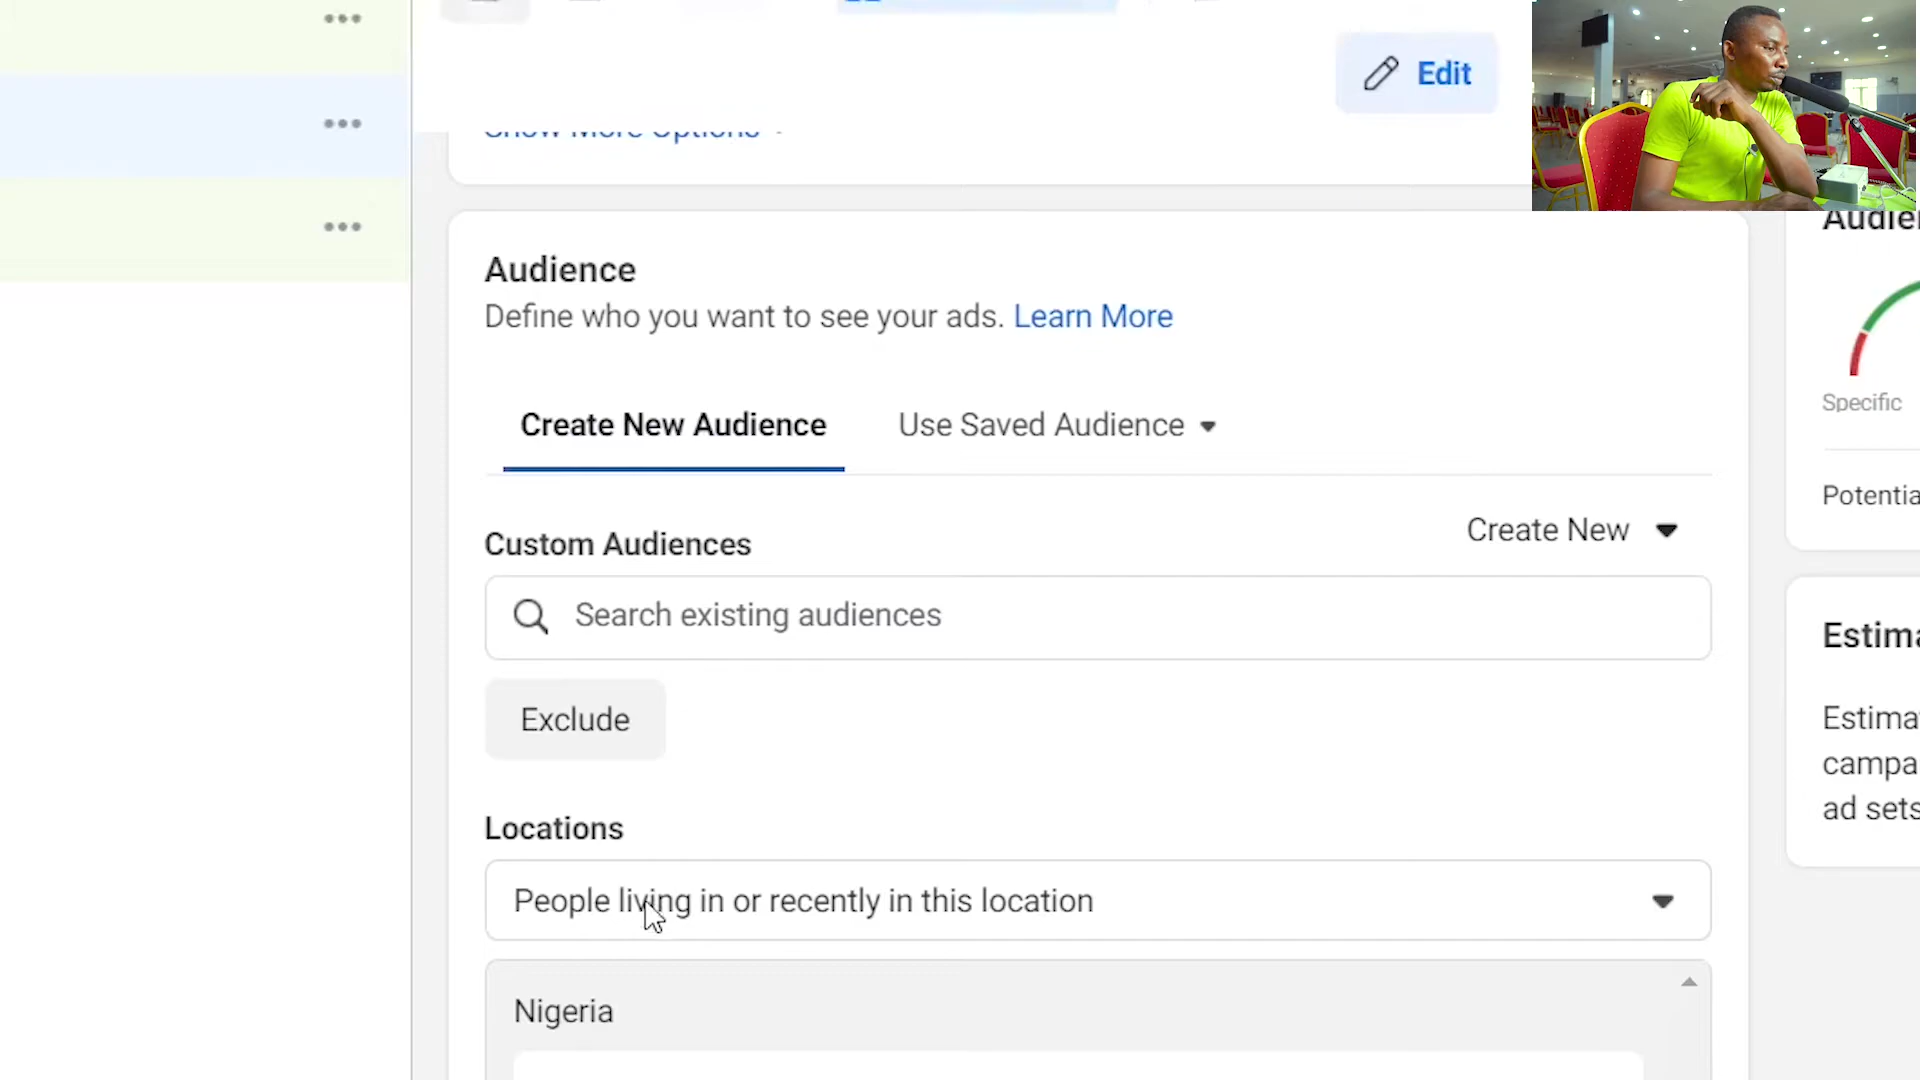 Edit
Show More Options
Audience
Define who you want to see your ads. Learn More
Create New Audience
Use Saved Audience
Custom Audiences
Create New
Search existing audiences
Exclude
Locations
People living in or recently in this location
Nigeria
Audie
Specific
Potentia
Estima
Estima
campa
ad sets